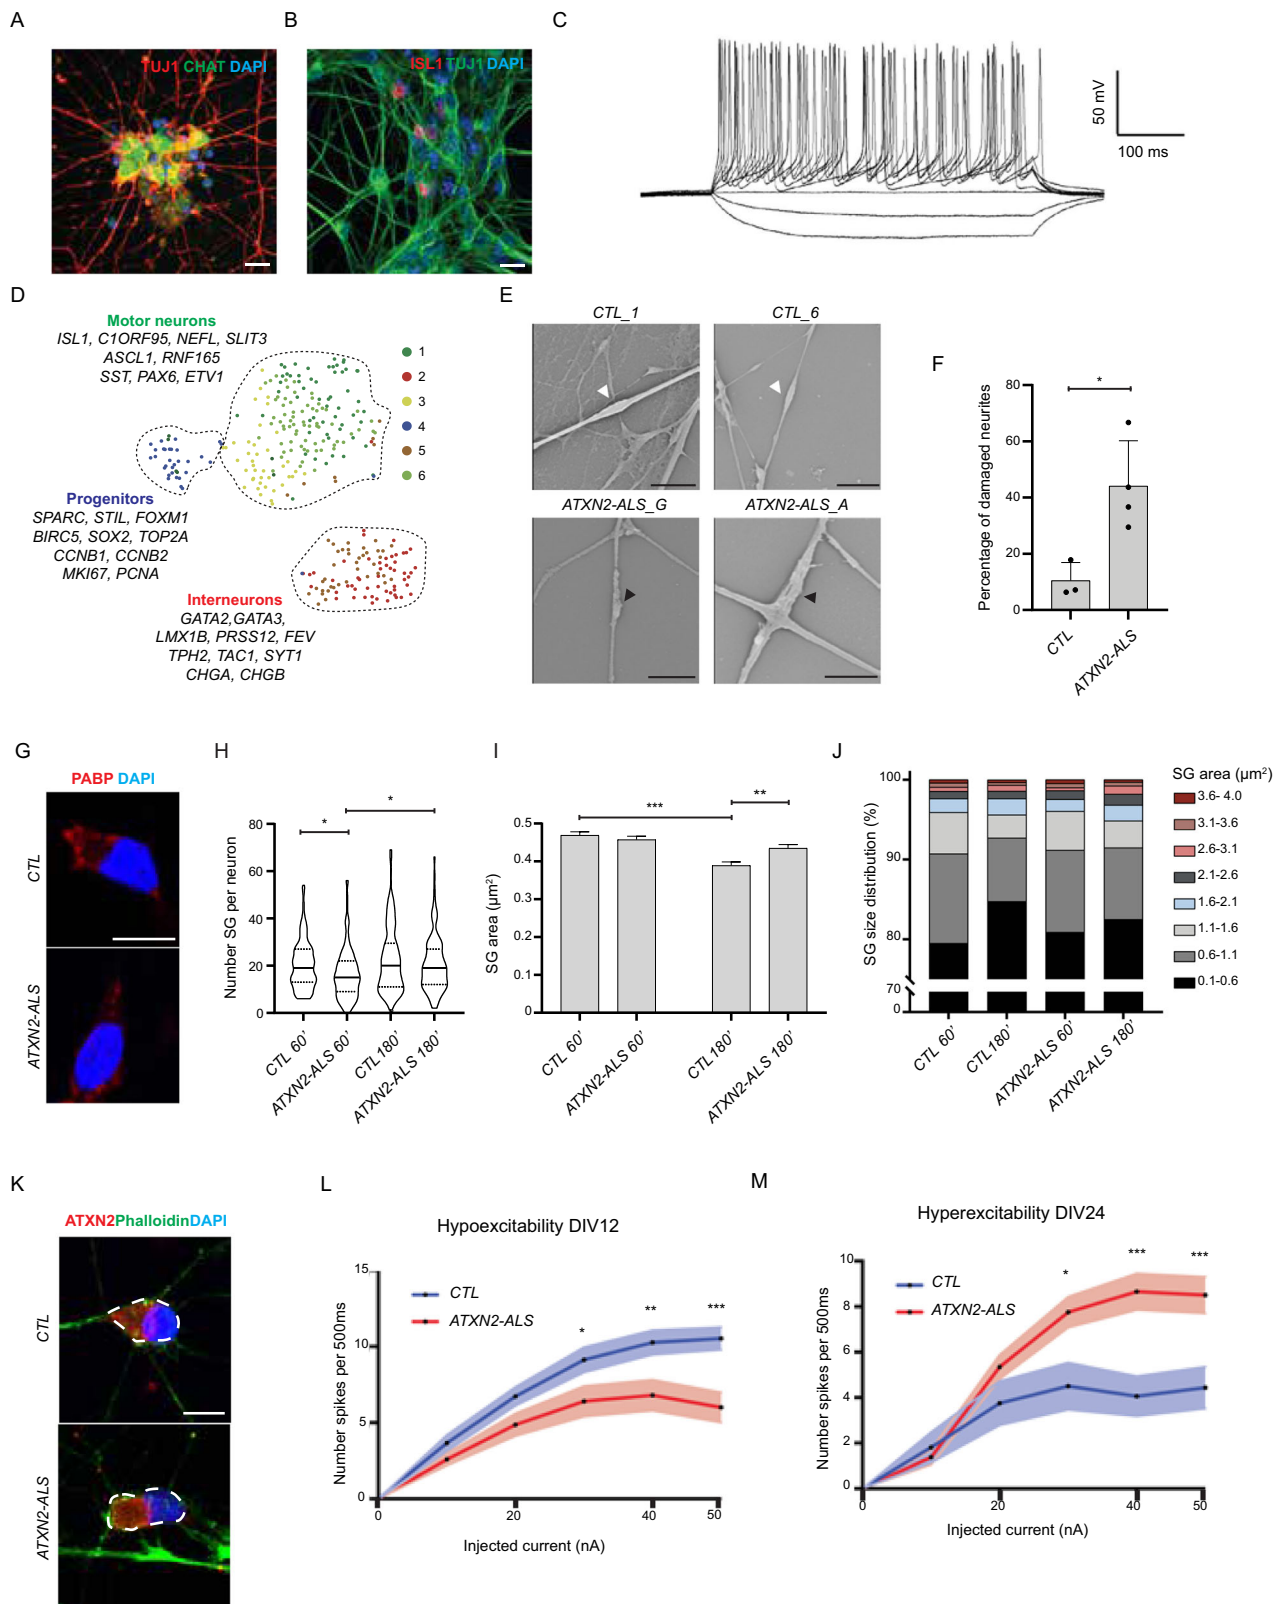 A
TUJ1 CHAT DAPI
B
ISL1 TUJ1 DAPI
C
50 mV
100 ms
D
Motor neurons
ISL1, C1ORF95, NEFL, SLIT3
ASCL1, RNF165
SST, PAX6, ETV1
1
2
3
4
5
6
Progenitors
SPARC, STIL, FOXM1
BIRC5, SOX2, TOP2A
CCNB1, CCNB2
MKI67, PCNA
Interneurons
GATA2,GATA3,
LMX1B, PRSS12, FEV
TPH2, TAC1, SYT1
CHGA, CHGB
E
CTL_1
CTL_6
ATXN2-ALS_G
ATXN2-ALS_A
F
Percentage of damaged neurites
80
60
40
20
0
*
CTL
ATXN2-ALS
G
PABP DAPI
CTL
ATXN2-ALS
H
Number SG per neuron
80
60
40
20
0
*
*
CTL 60'
ATXN2-ALS 60'
CTL180'
ATXN2-ALS 180'
I
SG area (µm²)
0.5
0.4
0.3
0.2
0.1
0
***
**
CTL 60'
ATXN2-ALS 60'
CTL180'
ATXN2-ALS 180'
J
SG size distribution (%)
100
90
80
70
0
CTL 60'
CTL180'
ATXN2-ALS 60'
ATXN2-ALS 180'
SG area (µm²)
3.6- 4.0
3.1-3.6
2.6-3.1
2.1-2.6
1.6-2.1
1.1-1.6
0.6-1.1
0.1-0.6
K
ATXN2PhalloidinDAPI
CTL
ATXN2-ALS
L
Hypoexcitability DIV12
Number spikes per 500ms
15
10
5
0
CTL
ATXN2-ALS
*
**
***
0
20
40
50
Injected current (nA)
M
Hyperexcitability DIV24
Number spikes per 500ms
10
8
6
4
2
0
CTL
ATXN2-ALS
*
***
***
0
20
40
50
Injected current (nA)